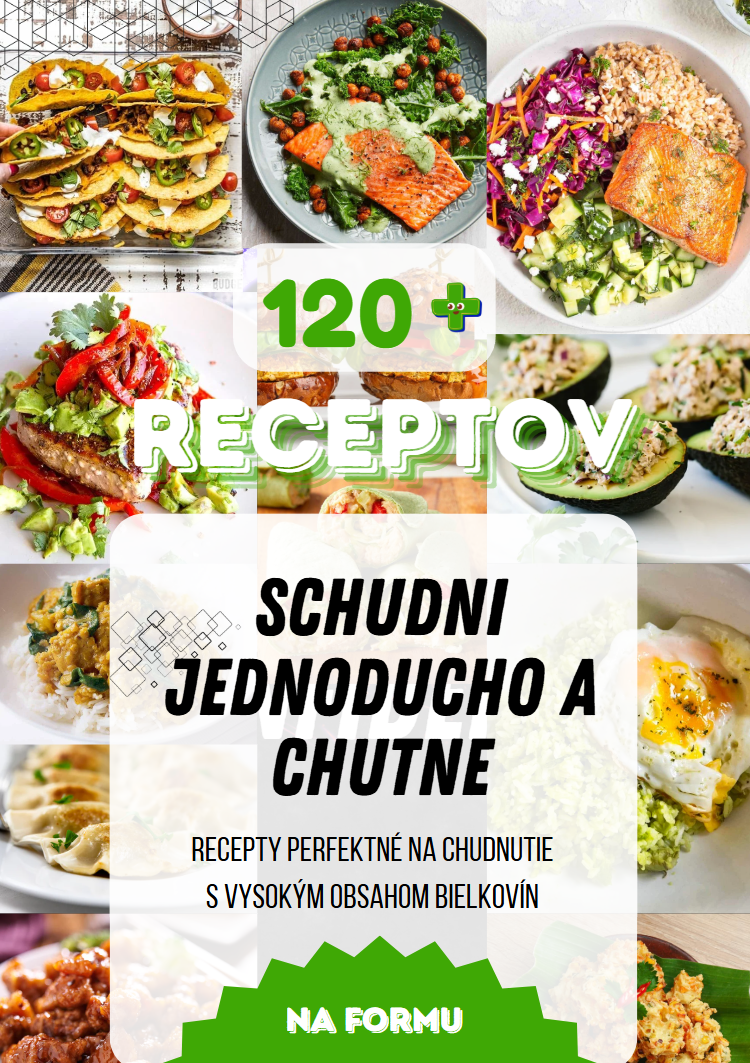 120+
RECEPTOV
SCHUDNI
JEDNODUCHO A
CHUTNE
RECEPTY PERFEKTNÉ NA CHUDNUTIE
S VYSOKÝM OBSAHOM BIELKOVÍN
NA FORMU